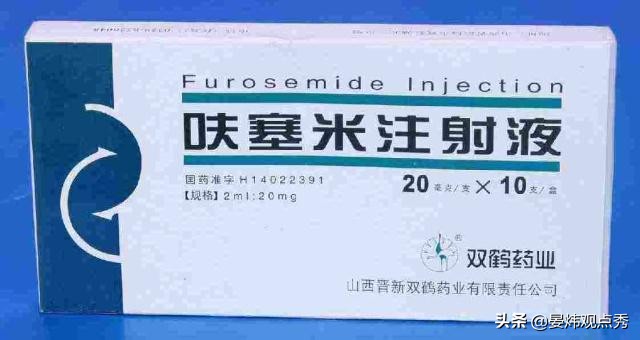 Furosemide Injection
呋塞米注射液
国药准字H14022391
【规格】2ml:20mg
20毫克/支×10支/盒
双鹤药业
山西晋新双鹤药业有限责任公司
头条@晏炜观点秀